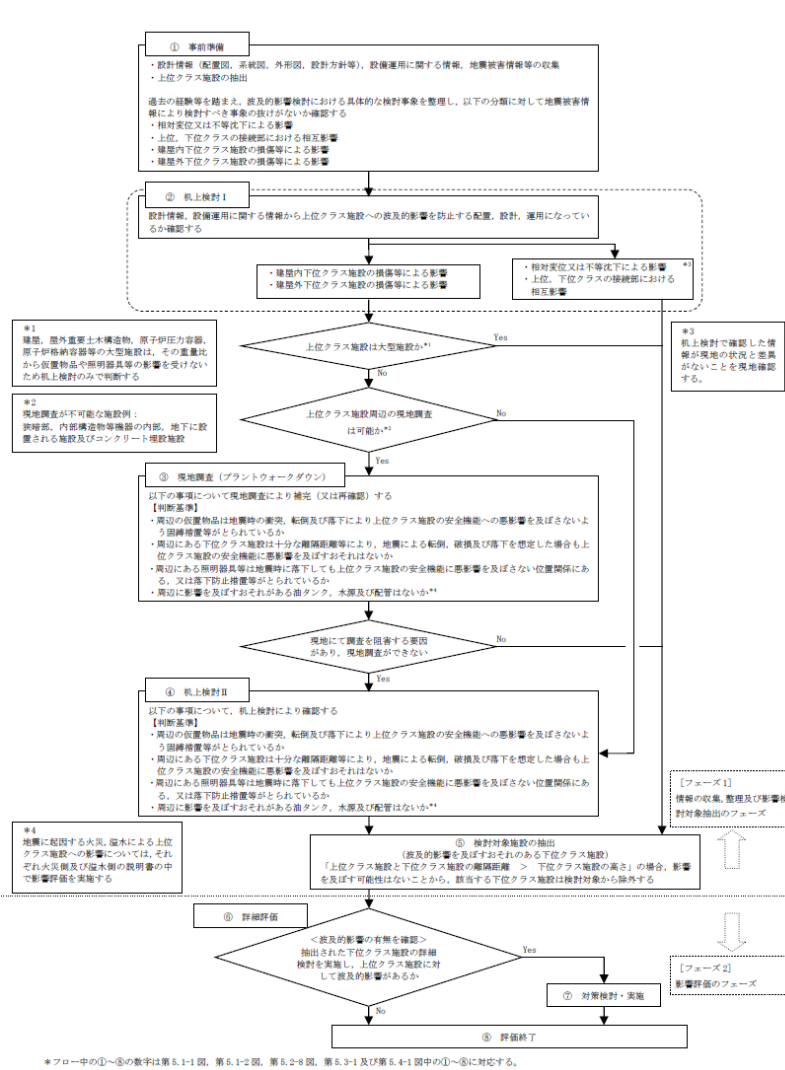 ① 事前準備
・設計情報（配置図，系統図，外形図，設計方針等），設備運用に関する情報，地震被害情報等の収集
・上位クラス施設の抽出
過去の経験等を踏まえ，波及的影響検討における具体的な検討事象を整理し，以下の分類に対して地震被害情
報により検討すべき事象の抜けがないか確認する
・相対変位又は不等沈下による影響
・上位，下位クラスの接続部における相互影響
・建屋内下位クラス施設の損傷等による影響
・建屋外下位クラス施設の損傷等による影響
② 机上検討Ⅰ
設計情報，設備運用に関する情報から上位クラス施設への波及的影響を防止する配置，設計，運用になってい
るか確認する
・建屋内下位クラス施設の損傷等による影響
・建屋外下位クラス施設の損傷等による影響
・相対変位又は不等沈下による影響 *3
・上位，下位クラスの接続部における
相互影響
*1
建屋，屋外重要土木構造物，原子炉圧力容器，
原子炉格納容器等の大型施設は，その重量比
から仮置物品や照明器具等の影響を受けない
ため机上検討のみで判断する
上位クラス施設は大型施設か*1
Yes
No
*3
机上検討で確認した情
報が現地の状況と差異
がないことを現地確認
する。
*2
現地調査が不可能な施設例：
狭暗部，内部構造物等機器の内部，地下に設
置される施設及びコンクリート埋設施設
上位クラス施設周辺の現地調査
は可能か*2
No
Yes
③ 現地調査（プラントウォークダウン）
以下の事項について現地調査により補完（又は再確認）する
【判断基準】
・周辺の仮置物品は地震時の衝突，転倒及び落下により上位クラス施設の安全機能への悪影響を及ぼさないよ
う固縛措置等がとられているか
・周辺にある下位クラス施設は十分な離隔距離等により，地震による転倒，破損及び落下を想定した場合も上
位クラス施設の安全機能に悪影響を及ぼすおそれはないか
・周辺にある照明器具等は地震時に落下しても上位クラス施設の安全機能に悪影響を及ぼさない位置関係にあ
る，又は落下防止措置等がとられているか
・周辺に影響を及ぼすおそれがある油タンク，水源及び配管はないか*4
現地にて調査を阻害する要因
があり，現地調査ができない
No
Yes
④ 机上検討Ⅱ
以下の事項について，机上検討により確認する
【判断基準】
・周辺の仮置物品は地震時の衝突，転倒及び落下により上位クラス施設の安全機能への悪影響を及ぼさないよ
う固縛措置等がとられているか
・周辺にある下位クラス施設は十分な離隔距離等により，地震による転倒，破損及び落下を想定した場合も上
位クラス施設の安全機能に悪影響を及ぼすおそれはないか
・周辺にある照明器具等は地震時に落下しても上位クラス施設の安全機能に悪影響を及ぼさない位置関係にあ
る，又は落下防止措置等がとられているか
・周辺に影響を及ぼすおそれがある油タンク，水源及び配管はないか*4
［フェーズ1］
情報の収集，整理及び影響検
討対象抽出のフェーズ
*4
地震に起因する火災，溢水による上位
クラス施設への影響については，それ
ぞれ火災側及び溢水側の説明書の中
で影響評価を実施する
⑤ 検討対象施設の抽出
（波及的影響を及ぼすおそれのある下位クラス施設）
「上位クラス施設と下位クラス施設の離隔距離 ＞ 下位クラス施設の高さ」の場合，影響
を及ぼす可能性はないことから，該当する下位クラス施設は検討対象から除外する
⑥ 詳細評価
＜波及的影響の有無を確認＞
抽出された下位クラス施設の詳細
検討を実施し，上位クラス施設に対
して波及的影響があるか
Yes
No
［フェーズ2］
影響評価のフェーズ
⑦ 対策検討・実施
⑧ 評価終了
＊フロー中の①～⑧の数字は第5.1-1図，第5.1-2図，第5.2-8図，第5.3-1及び第5.4-1図中の①～⑧に対応する。